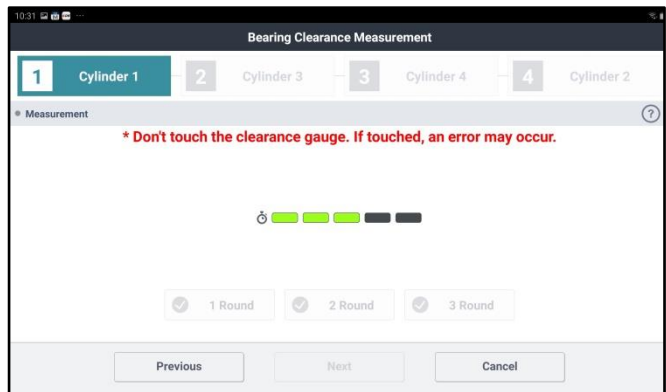 10:31
Bearing Clearance Measurement
1 Cylinder 1
2 Cylinder 3
3 Cylinder 4
4 Cylinder 2
Measurement
?
* Don't touch the clearance gauge. If touched, an error may occur.
1 Round
2 Round
3 Round
Previous
Next
Cancel